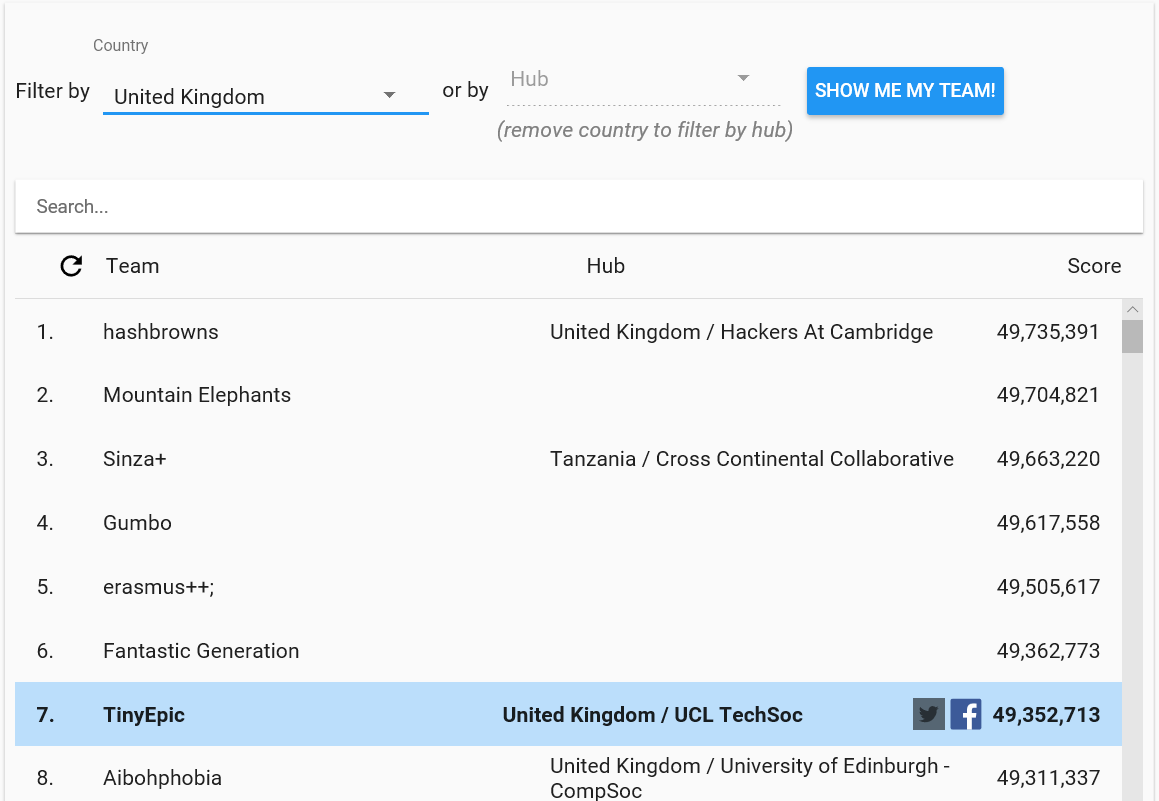 Country
Filter by United Kingdom or by Hub SHOW ME MY TEAM!
(remove country to filter by hub)
Search...
Team Hub Score
1. hashbrowns United Kingdom / Hackers At Cambridge 49,735,391
2. Mountain Elephants 49,704,821
3. Sinza+ Tanzania / Cross Continental Collaborative 49,663,220
4. Gumbo 49,617,558
5. erasmus++; 49,505,617
6. Fantastic Generation 49,362,773
7. TinyEpic United Kingdom / UCL TechSoc 49,352,713
8. Aibohphobia United Kingdom / University of Edinburgh - 49,311,337
CompSoc